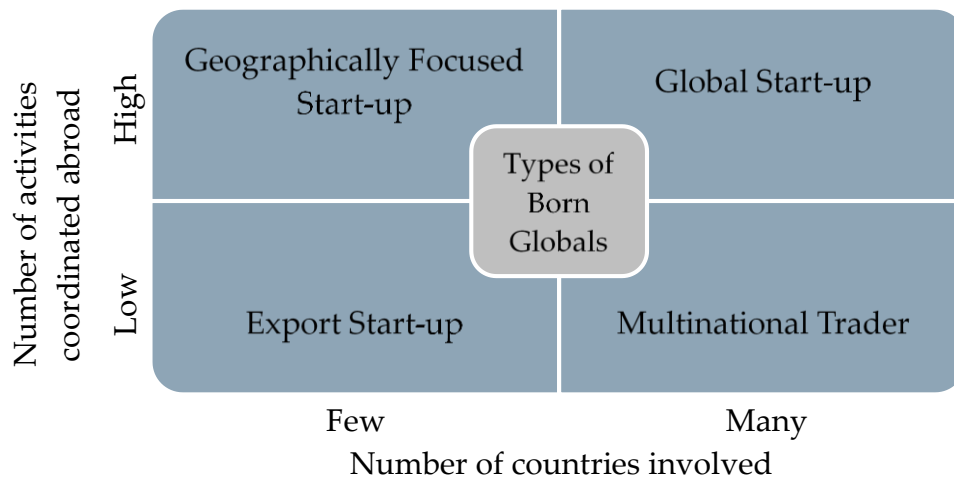 Number of activities
coordinated abroad
High
Low
Geographically Focused
Start-up
Global Start-up
Types of
Born
Globals
Export Start-up
Multinational Trader
Few
Many
Number of countries involved